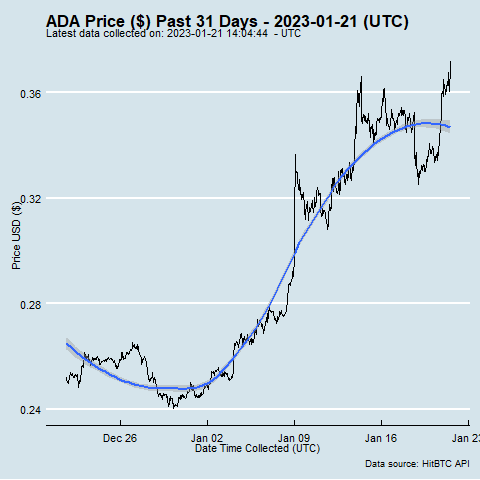 ADA Price ($) Past 31 Days - 2023-01-21 (UTC)
Latest data collected on: 2023-01-21 14:04:44 - UTC
0.36
0.32
Price USD ($)
0.28
0.24
Dec 26
Jan 02
Jan 09
Jan 16
Jan 23
Date Time Collected (UTC)
Data source: HitBTC API